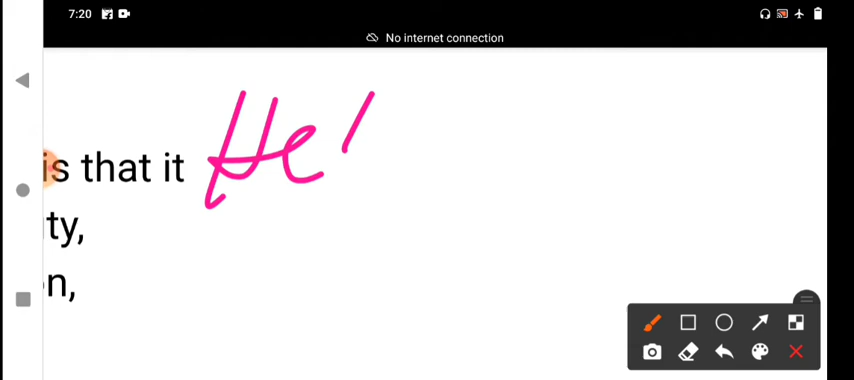 7:20
No internet connection
is that it He
ty,
n,